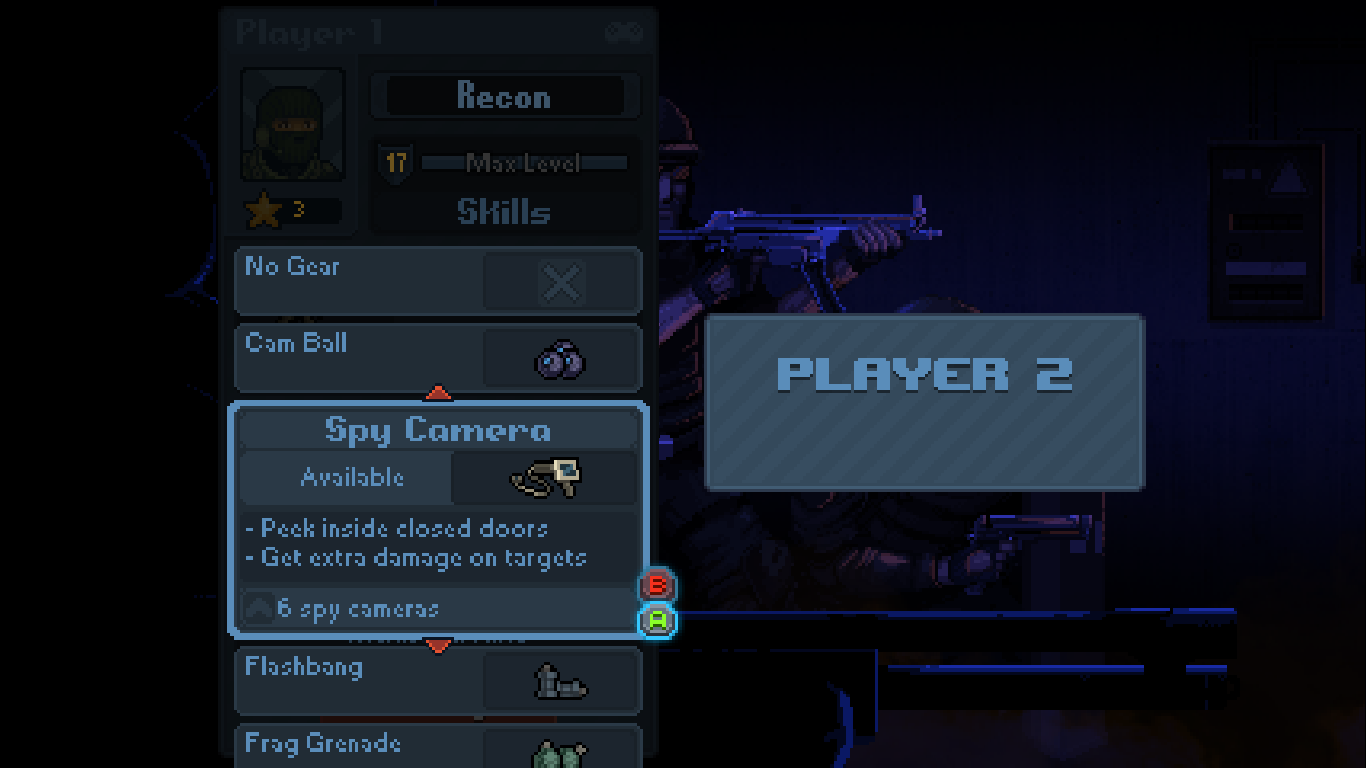 Player 1
Recon
17 Max Level
3
Skills
No Gear
Cam Ball
Spy Camera
Available
- Peek inside closed doors
- Get extra damage on targets
6 spy cameras
B
A
Flashbang
Frag Grenade
PLAYER 2